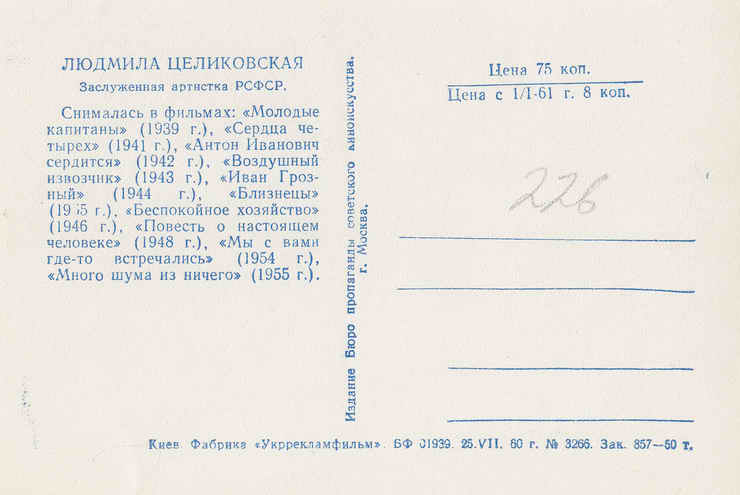 ЛЮДМИЛА ЦЕЛИКОВСКАЯ
Заслуженная артистка РСФСР.
Снималась в фильмах: «Молодые
капитаны» (1939 г.), «Сердца че-
тырех» (1941 г.), «Антон Иванович
сердится» (1942 г.), «Воздушный
извозчик» (1943 г.), «Иван Гроз-
ный» (1944 г.), «Близнецы»
(1945 г.), «Беспокойное хозяйство»
(1946 г.), «Повесть о настоящем
человеке» (1948 г.), «Мы с вами
где-то встречались» (1954 г.),
«Много шума из ничего» (1955 г.).
Издание Бюро пропаганды советского киноискусства.
г. Москва.
Цена 75 коп.
Цена с 1/I-61 г. 8 коп.
226
Киев Фабрика «Укррекламфильм». БФ 01939. 25.VII. 60 г. № 3266. Зак. 857—50 т.